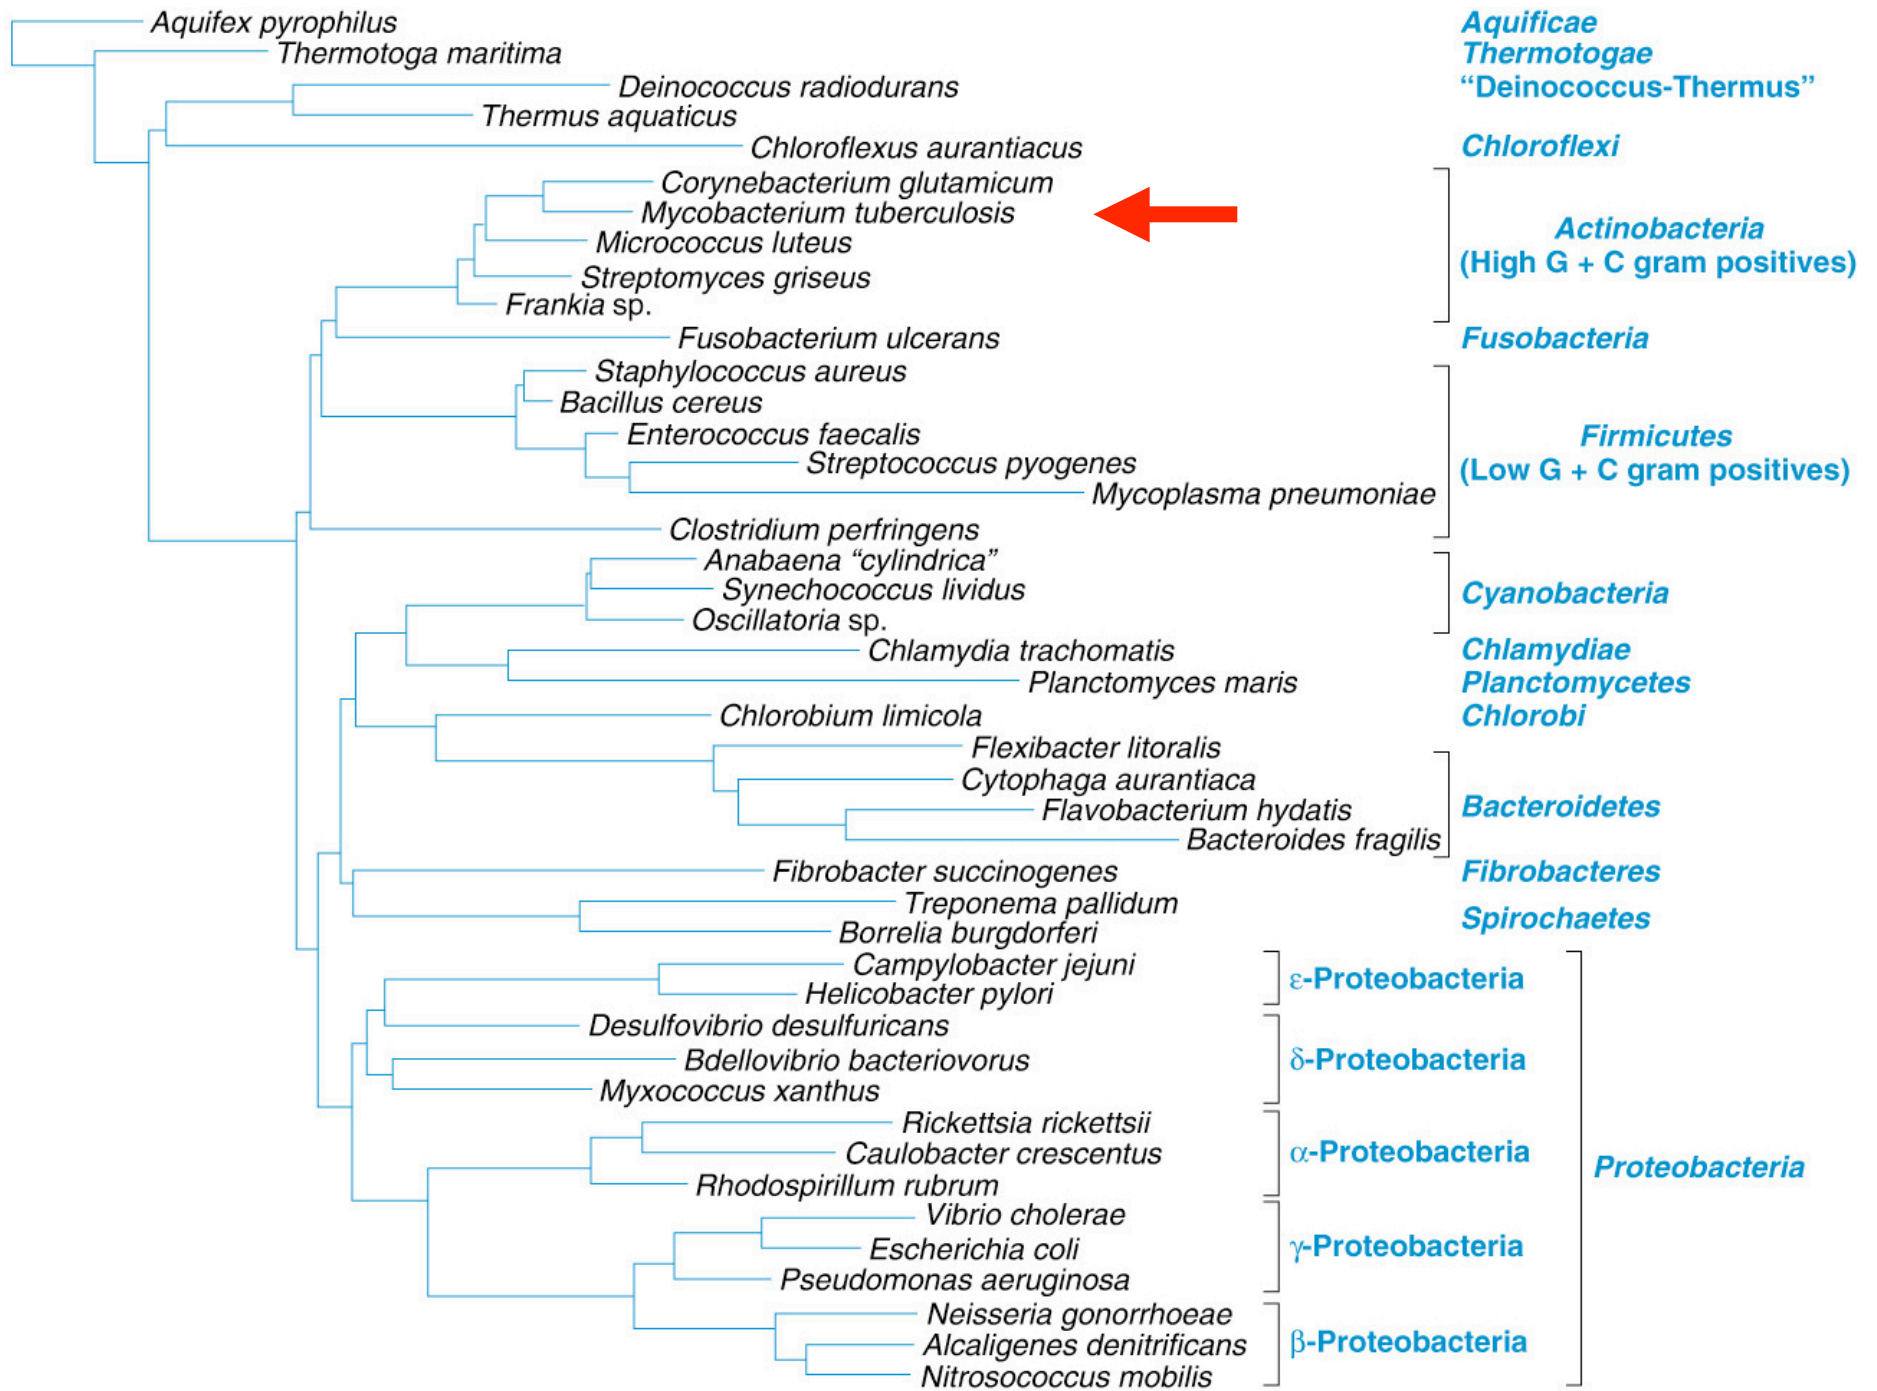 Aquifex pyrophilus
Aquificae
Thermotoga maritima
Thermotogae
Deinococcus radiodurans
“Deinococcus-Thermus”
Thermus aquaticus
Chloroflexus aurantiacus
Chloroflexi
Corynebacterium glutamicum
Mycobacterium tuberculosis
Micrococcus luteus
Streptomyces griseus
Frankia sp.
Actinobacteria
(High G + C gram positives)
Fusobacterium ulcerans
Fusobacteria
Staphylococcus aureus
Bacillus cereus
Enterococcus faecalis
Streptococcus pyogenes
Mycoplasma pneumoniae
Clostridium perfringens
Firmicutes
(Low G + C gram positives)
Anabaena “cylindrica”
Synechococcus lividus
Oscillatoria sp.
Cyanobacteria
Chlamydia trachomatis
Chlamydiae
Planctomyces maris
Planctomycetes
Chlorobium limicola
Chlorobi
Flexibacter litoralis
Cytophaga aurantiaca
Flavobacterium hydatis
Bacteroides fragilis
Bacteroidetes
Fibrobacter succinogenes
Fibrobacteres
Treponema pallidum
Borrelia burgdorferi
Spirochaetes
Campylobacter jejuni
Helicobacter pylori
ε-Proteobacteria
Desulfovibrio desulfuricans
Bdellovibrio bacteriovorus
Myxococcus xanthus
δ-Proteobacteria
Rickettsia rickettsii
Caulobacter crescentus
Rhodospirillum rubrum
α-Proteobacteria
Vibrio cholerae
Escherichia coli
Pseudomonas aeruginosa
γ-Proteobacteria
Neisseria gonorrhoeae
Alcaligenes denitrificans
Nitrosococcus mobilis
β-Proteobacteria
Proteobacteria